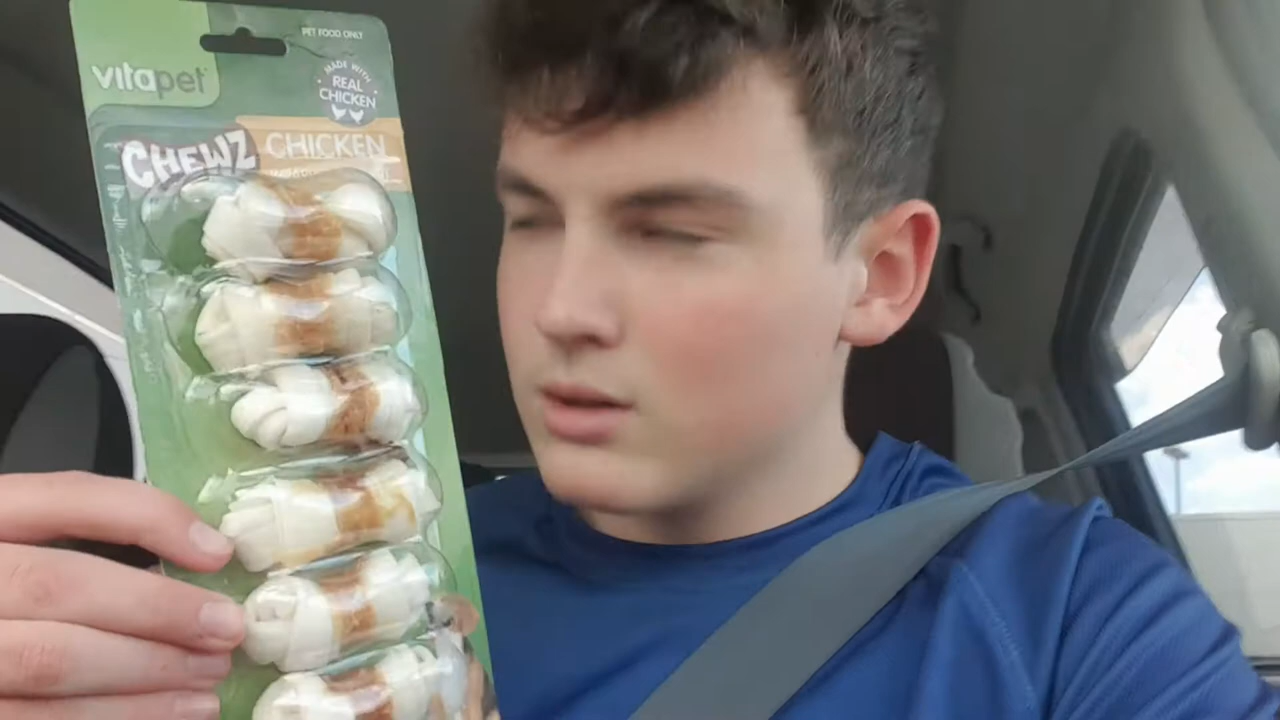 PET FOOD ONLY
vitapet
MADE WITH
REAL
CHICKEN
CHEWZ
CHICKEN